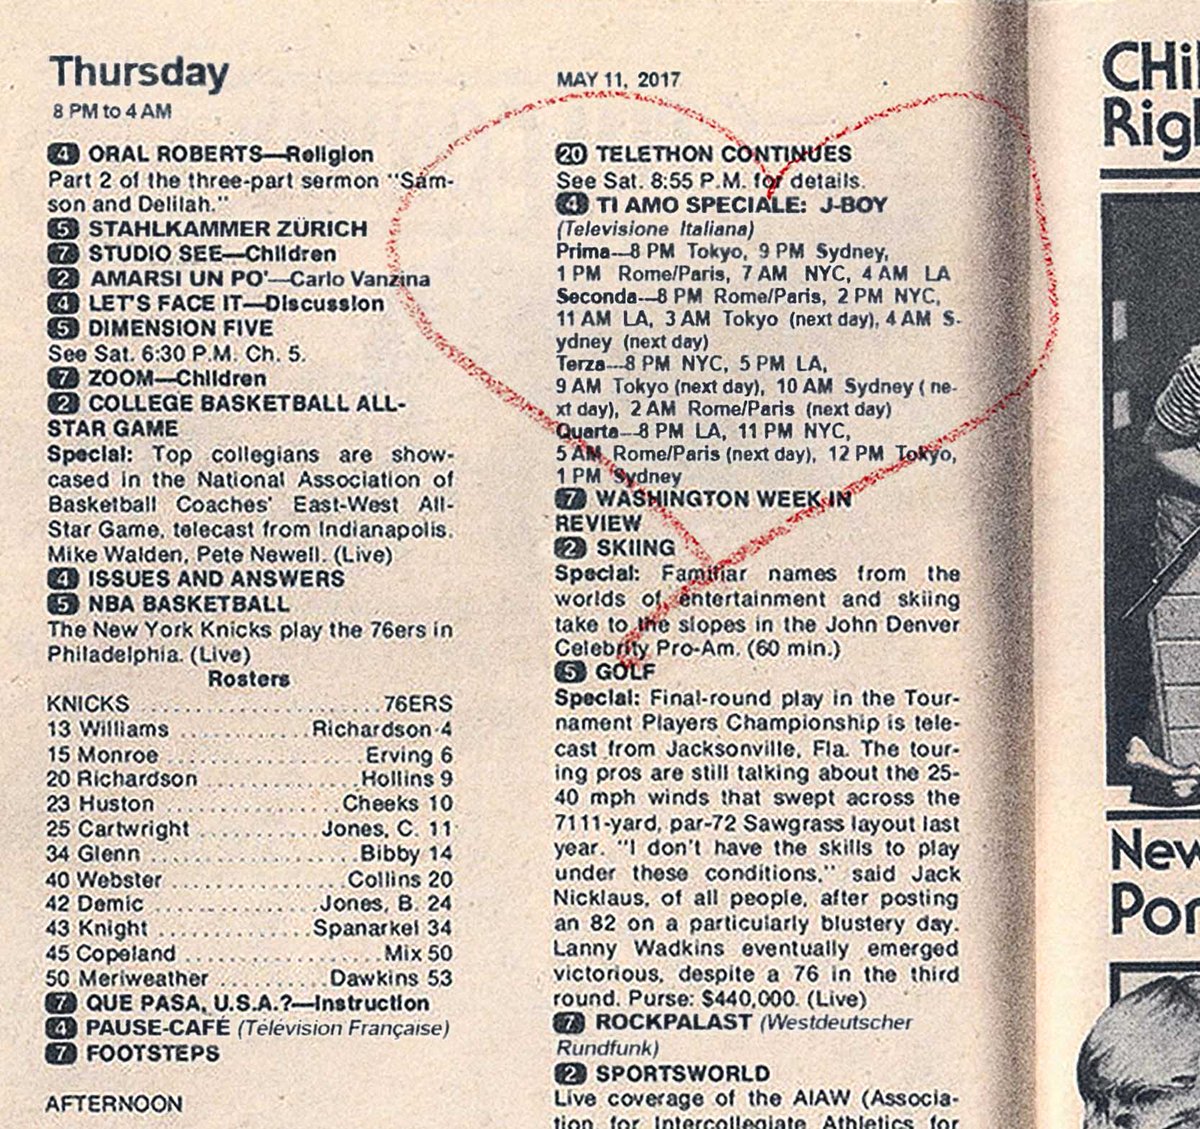 Thursday
8 PM to 4 AM
4 ORAL ROBERTS—Religion
Part 2 of the three-part sermon "Sam-
son and Delilah."
5 STAHLKAMMER ZÜRICH
7 STUDIO SEE—Children
2 AMARSI UN PO'—Carlo Vanzina
4 LET'S FACE IT—Discussion
5 DIMENSION FIVE
See Sat. 6:30 P.M. Ch. 5.
7 ZOOM—Children
2 COLLEGE BASKETBALL ALL-
STAR GAME
Special: Top collegians are show-
cased in the National Association of
Basketball Coaches' East-West All-
Star Game, telecast from Indianapolis.
Mike Walden, Pete Newell. (Live)
4 ISSUES AND ANSWERS
5 NBA BASKETBALL
The New York Knicks play the 76ers in
Philadelphia. (Live)
Rosters
KNICKS ........................ 76ERS
13 Williams ............ Richardson 4
15 Monroe .................. Erving 6
20 Richardson .............. Hollins 9
23 Huston ................ Cheeks 10
25 Cartwright .......... Jones, C. 11
34 Glenn .................. Bibby 14
40 Webster ............... Collins 20
42 Demic ............... Jones, B. 24
43 Knight .............. Spanarkel 34
45 Copeland ................. Mix 50
50 Meriweather ......... Dawkins 53
7 QUE PASA, U.S.A.?—Instruction
4 PAUSE-CAFÉ (Télévision Française)
7 FOOTSTEPS
AFTERNOON
MAY 11, 2017
20 TELETHON CONTINUES
See Sat. 8:55 P.M. for details.
4 TI AMO SPECIALE: J-BOY
(Televisione Italiana)
Prima---8 PM Tokyo, 9 PM Sydney,
1 PM Rome/Paris, 7 AM NYC, 4 AM LA
Seconda---8 PM Rome/Paris, 2 PM NYC,
11 AM LA, 3 AM Tokyo (next day), 4 AM S-
ydney (next day)
Terza---8 PM NYC, 5 PM LA,
9 AM Tokyo (next day), 10 AM Sydney ( ne-
xt day), 2 AM Rome/Paris (next day)
Quarta---8 PM LA, 11 PM NYC,
5 AM Rome/Paris (next day), 12 PM Tokyo,
1 PM Sydney
7 WASHINGTON WEEK IN
REVIEW
2 SKIING
Special: Familiar names from the
worlds of entertainment and skiing
take to the slopes in the John Denver
Celebrity Pro-Am. (60 min.)
5 GOLF
Special: Final-round play in the Tour-
nament Players Championship is tele-
cast from Jacksonville, Fla. The tour-
ing pros are still talking about the 25-
40 mph winds that swept across the
7111-yard, par-72 Sawgrass layout last
year. "I don't have the skills to play
under these conditions," said Jack
Nicklaus, of all people, after posting
an 82 on a particularly blustery day.
Lanny Wadkins eventually emerged
victorious, despite a 76 in the third
round. Purse: $440,000. (Live)
7 ROCKPALAST (Westdeutscher
Rundfunk)
2 SPORTSWORLD
Live coverage of the AIAW (Associa-
tion for Intercollegiate Athletics for